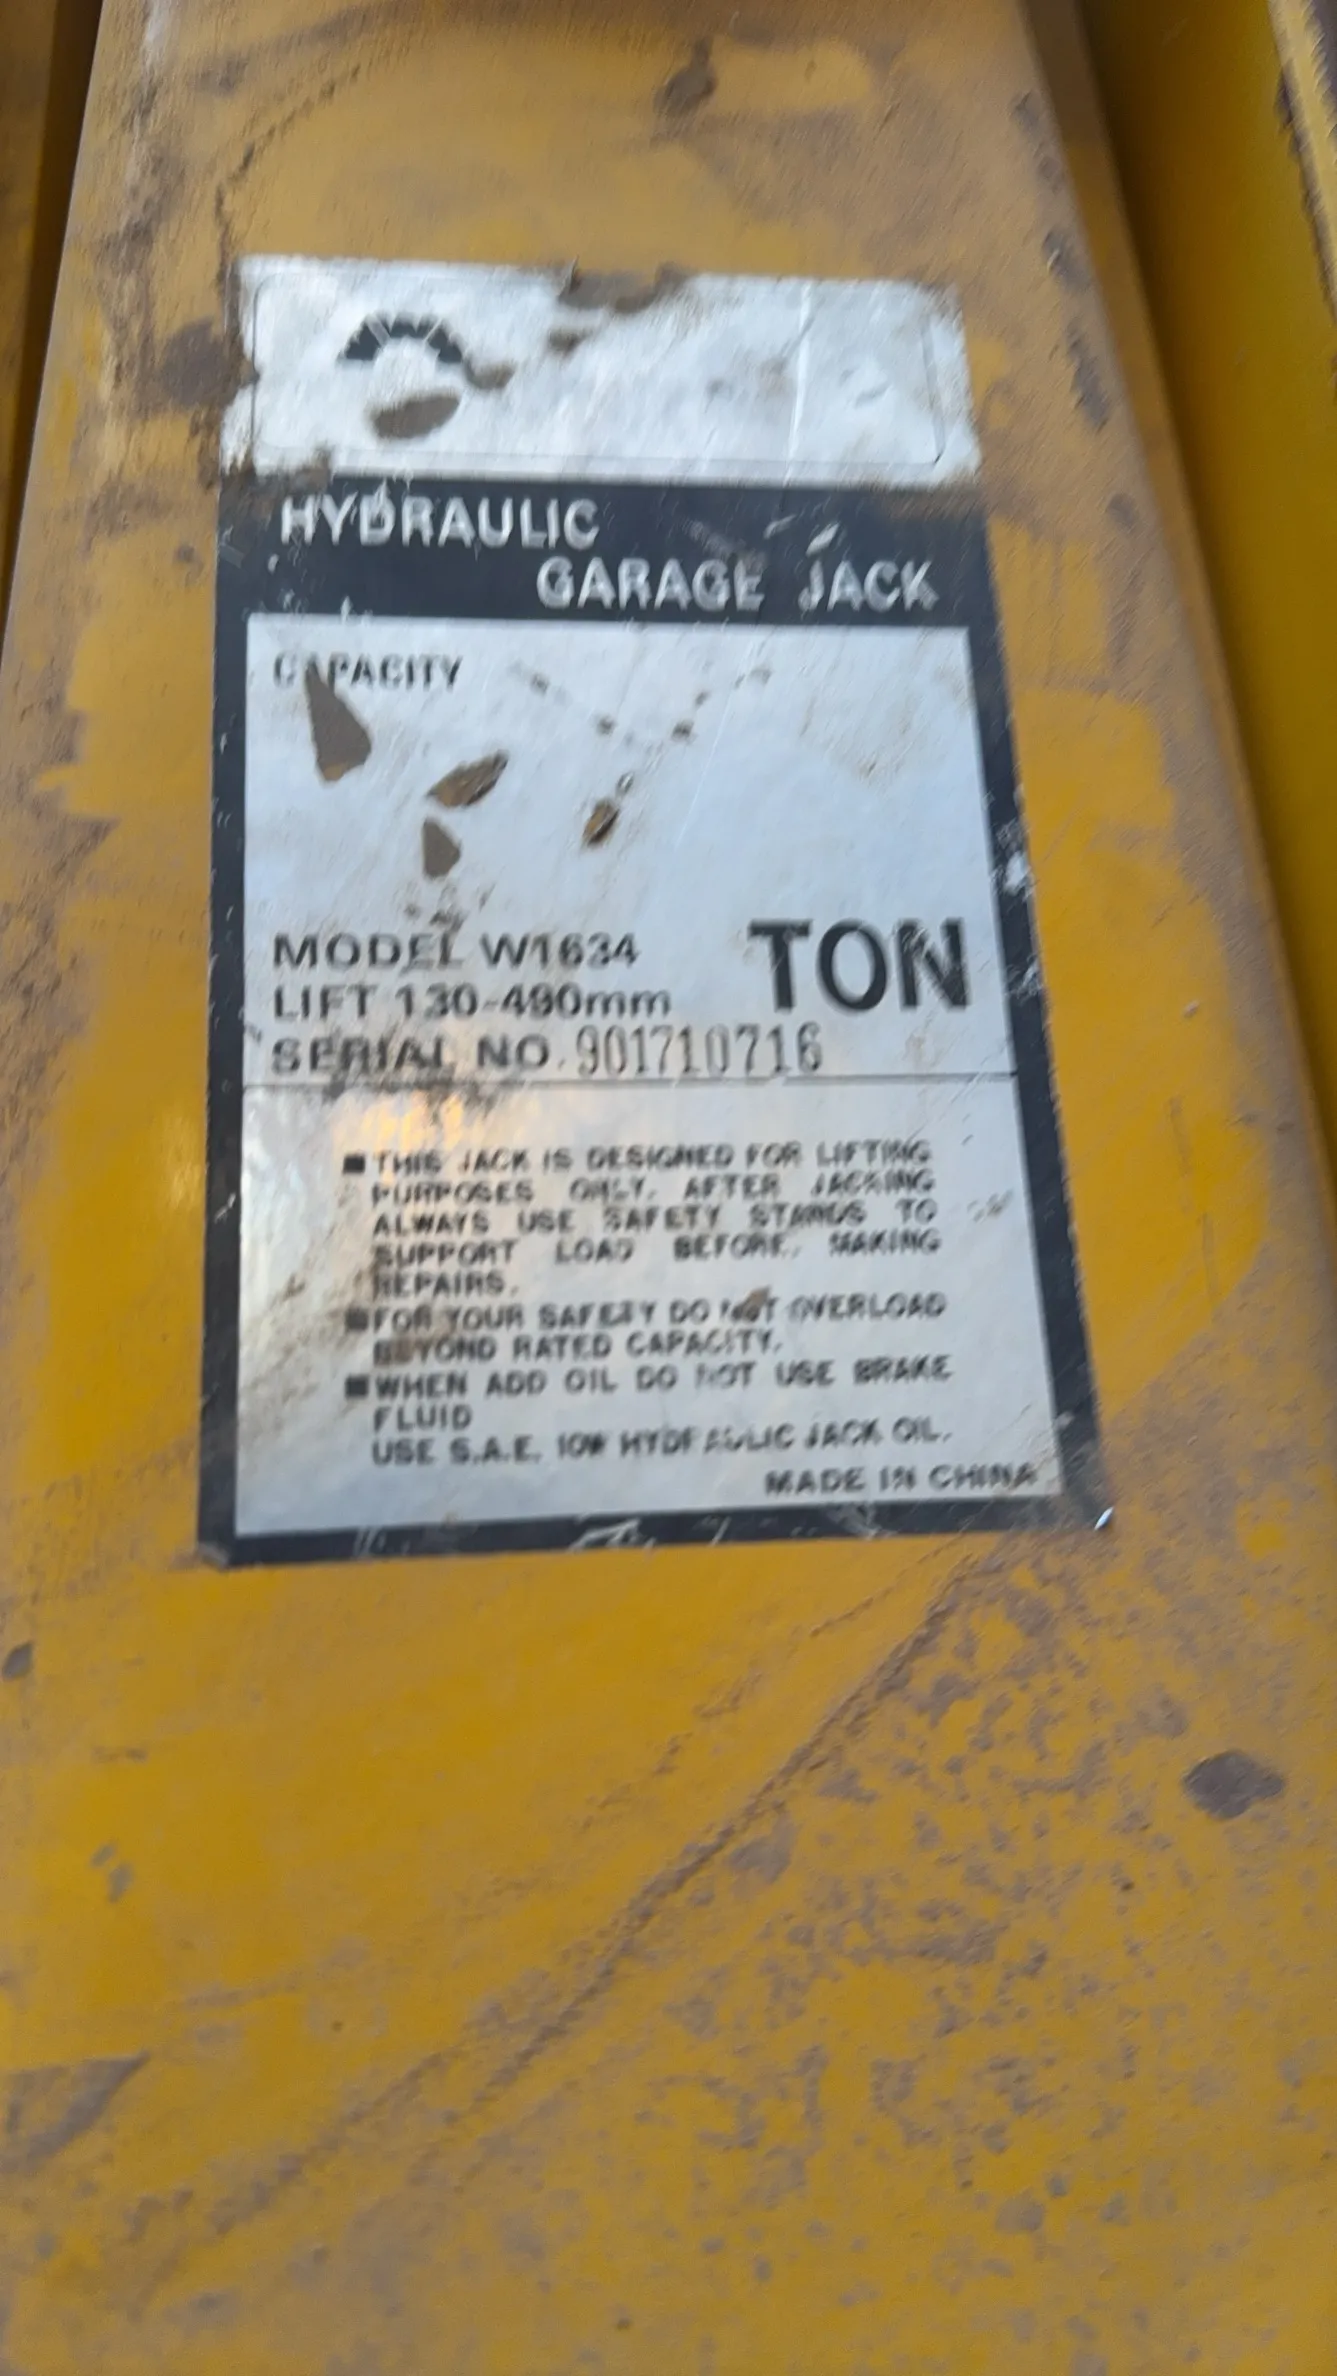 HYDRAULIC
GARAGE JACK
CAPACITY
TON
MODEL W1634
LIFT 130-490mm
SERIAL NO. 901710716
■ THIS JACK IS DESIGNED FOR LIFTING
PURPOSES ONLY. AFTER JACKING
ALWAYS USE SAFETY STANDS TO
SUPPORT LOAD BEFORE. MAKING
REPAIRS.
■ FOR YOUR SAFETY DO NOT OVERLOAD
BEYOND RATED CAPACITY.
■ WHEN ADD OIL DO NOT USE BRAKE
FLUID
USE S.A.E. 10W HYDRAULIC JACK OIL.
MADE IN CHINA